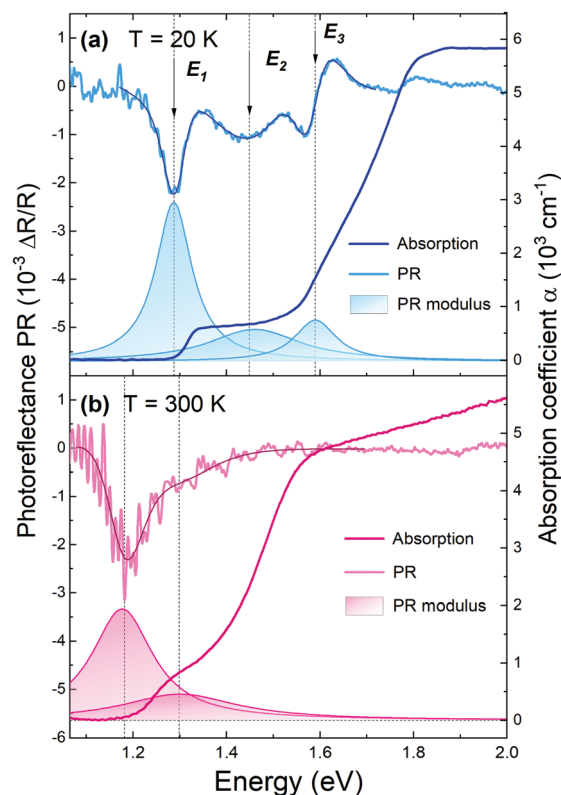 (a) T = 20 K
E1 E2 E3
Absorption
PR
PR modulus
1
0
-1
-2
-3
-4
-5
6
5
4
3
2
1
0
(b) T = 300 K
Absorption
PR
PR modulus
1
0
-1
-2
-3
-4
-5
-6
5
4
3
2
1
0
1.2 1.4 1.6 1.8 2.0
Energy (eV)
Photoreflectance PR (10⁻³ ΔR/R)
Absorption coefficient α (10³ cm⁻¹)